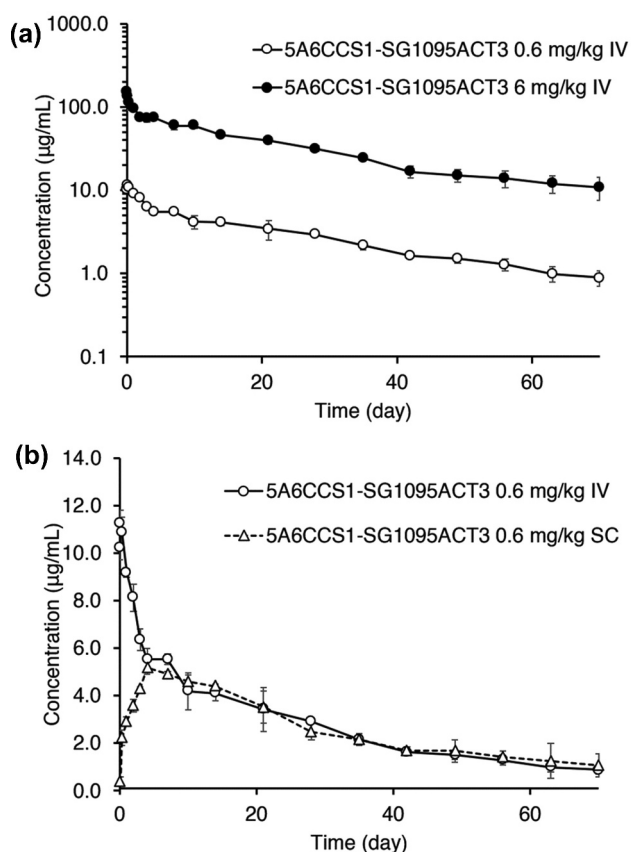 (a)
1000.0
100.0
10.0
1.0
0.1
Concentration (µg/mL)
5A6CCS1-SG1095ACT3 0.6 mg/kg IV
5A6CCS1-SG1095ACT3 6 mg/kg IV
0
20
40
60
Time (day)
(b)
14.0
12.0
10.0
8.0
6.0
4.0
2.0
0.0
Concentration (µg/mL)
5A6CCS1-SG1095ACT3 0.6 mg/kg IV
5A6CCS1-SG1095ACT3 0.6 mg/kg SC
0
20
40
60
Time (day)